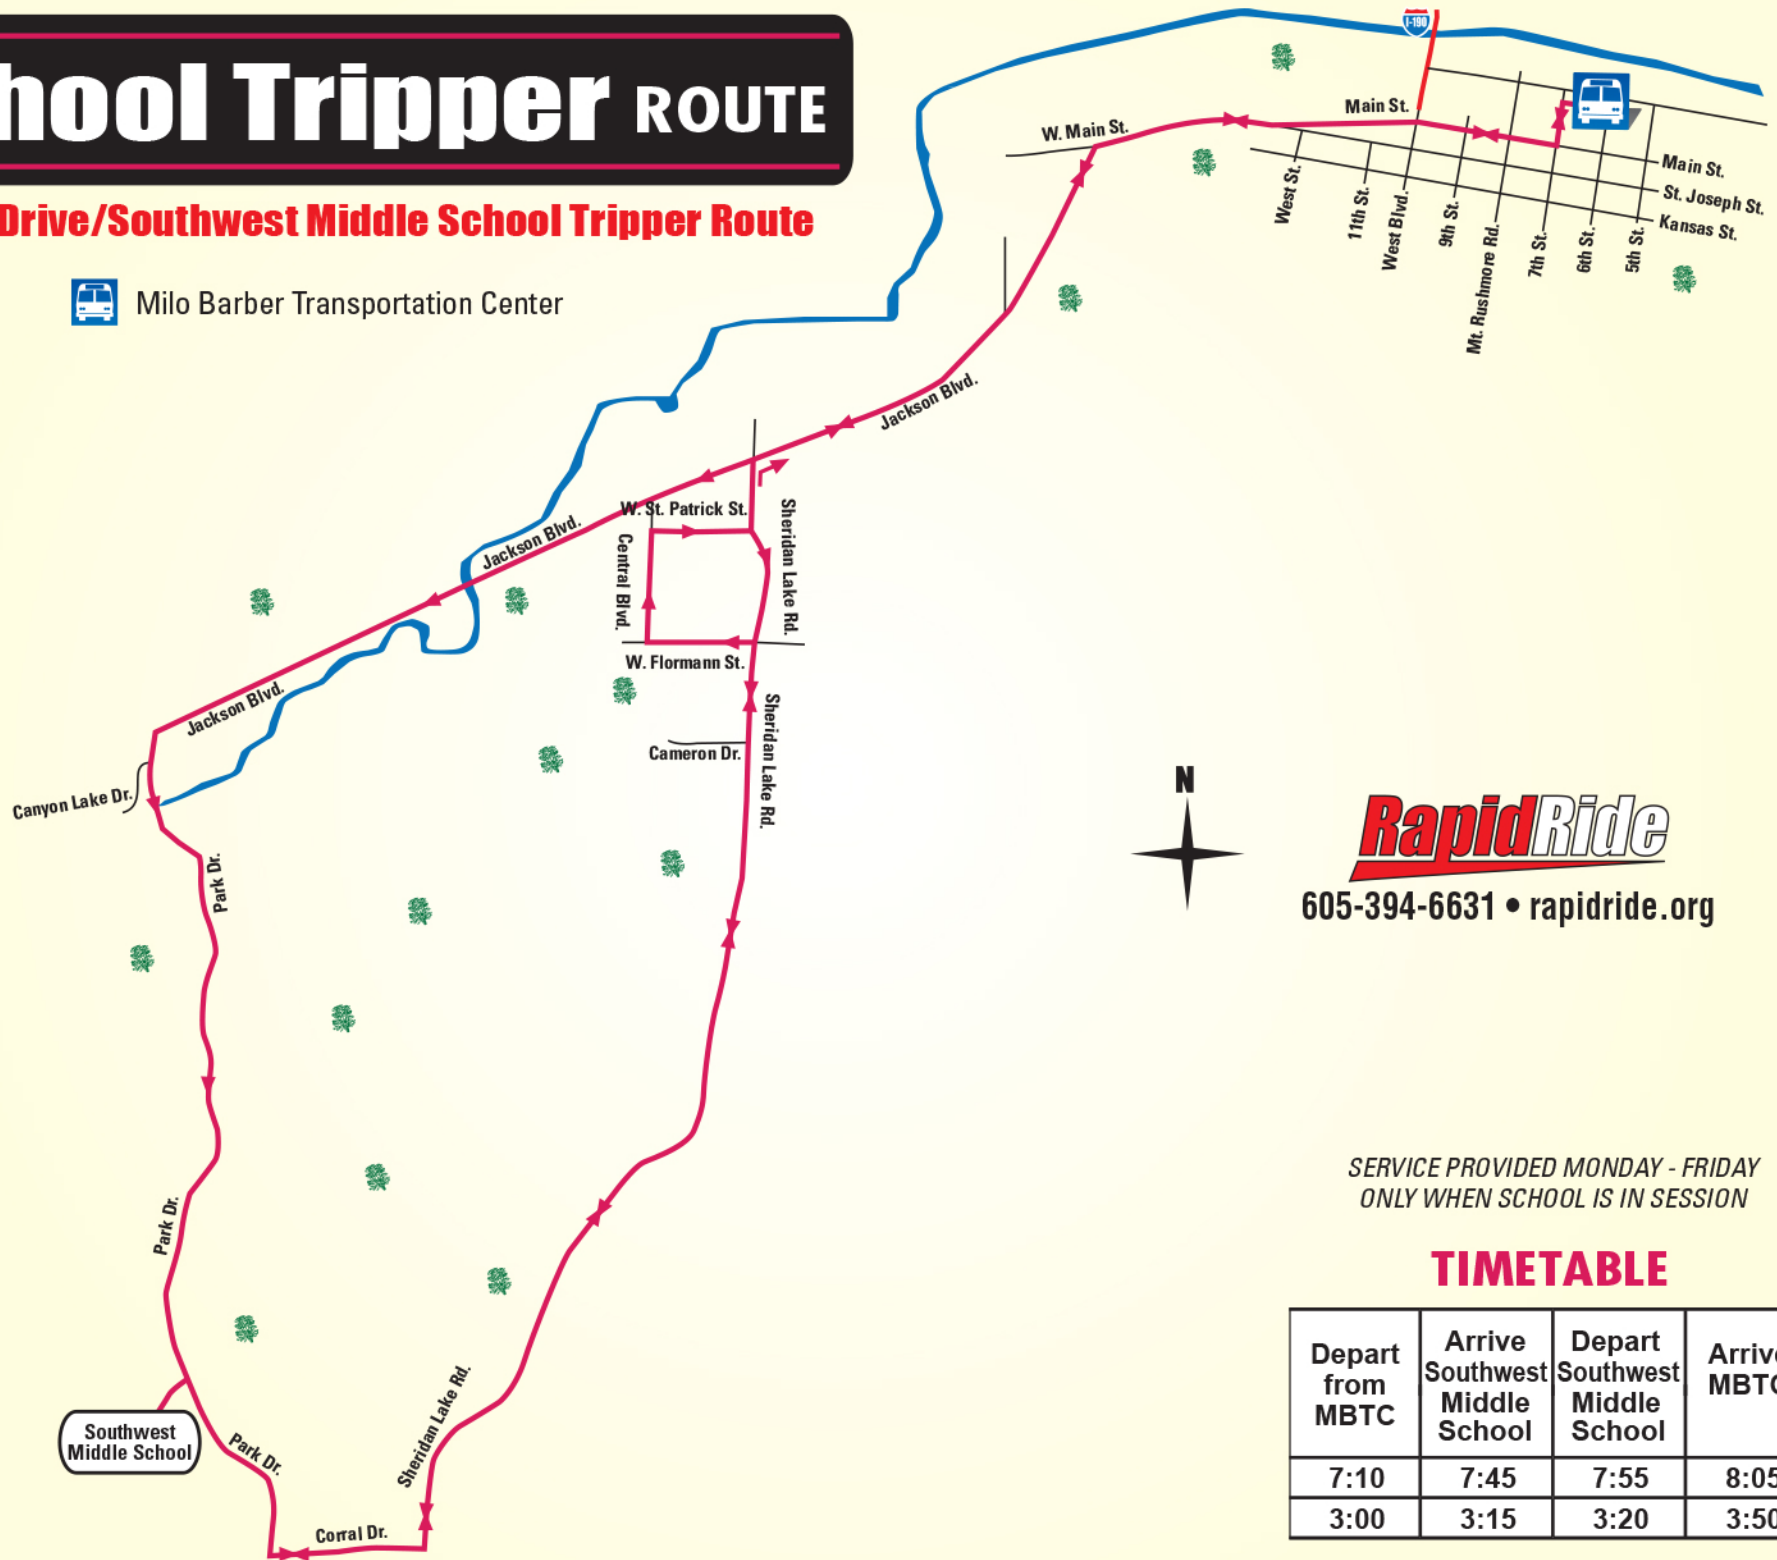 hool Tripper ROUTE
Drive/Southwest Middle School Tripper Route
Milo Barber Transportation Center
I-190
Main St.
W. Main St.
Main St.
St. Joseph St.
Kansas St.
West St.
11th St.
West Blvd.
9th St.
Mt. Rushmore Rd.
7th St.
6th St.
5th St.
Jackson Blvd.
W. St. Patrick St.
Sheridan Lake Rd.
Jackson Blvd.
Central Blvd.
W. Flormann St.
Jackson Blvd.
Sheridan Lake Rd.
Cameron Dr.
Canyon Lake Dr.
Park Dr.
N
RapidRide
605-394-6631 • rapidride.org
SERVICE PROVIDED MONDAY - FRIDAY
ONLY WHEN SCHOOL IS IN SESSION
Park Dr.
Sheridan Lake Rd.
Southwest
Middle School
Park Dr.
Corral Dr.
TIMETABLE
Depart
from
MBTC
Arrive
Southwest
Middle
School
Depart
Southwest
Middle
School
Arrive
MBTC
7:10 7:45 7:55 8:05
3:00 3:15 3:20 3:50